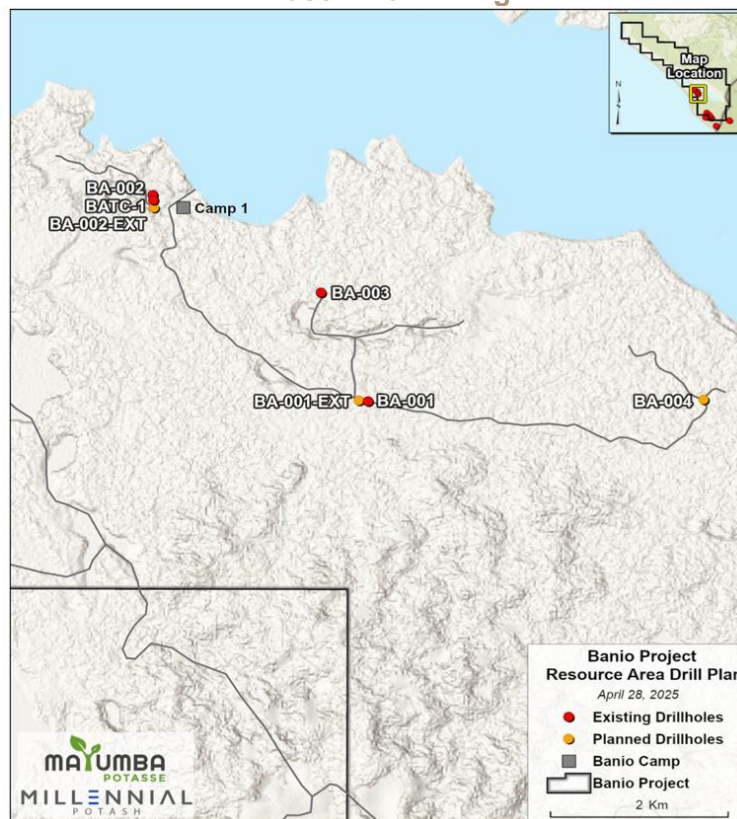 Map
Location
N
BA-002
BATC-1
BA-002-EXT
Camp 1
BA-003
BA-001-EXT
BA-001
BA-004
Banio Project
Resource Area Drill Plan
April 28, 2025
Existing Drillholes
Planned Drillholes
Banio Camp
Banio Project
2 Km
MAYUMBA
POTASSE
MILLENNIAL
POTASH